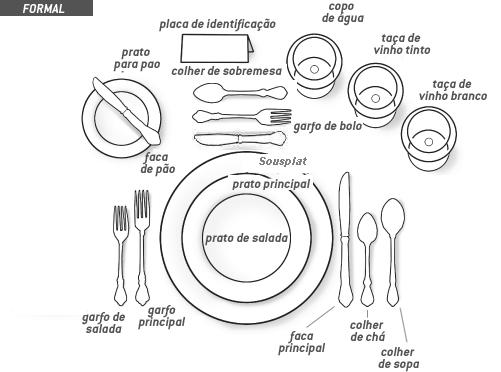 FORMAL
placa de identificação
copo
de água
taça de
vinho tinto
prato
para pao
colher de sobremesa
taça de
vinho branco
garfo de bolo
faca
de pão
Sousplat
prato principal
prato de salada
garfo de
salada
garfo
principal
faca
principal
colher
de chá
colher
de sopa